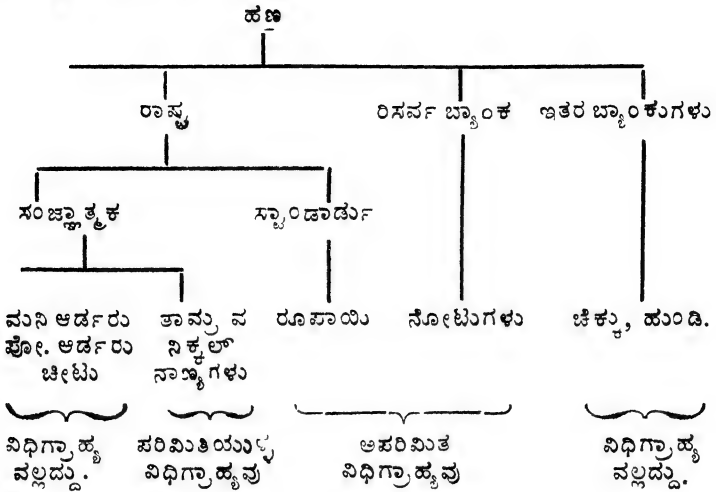 ಹಣ
ರಾಷ್ಟ್ರ ರಿಸರ್ವ ಬ್ಯಾಂಕ ಇತರ ಬ್ಯಾಂಕುಗಳು
ಸಂಜ್ಞಾತ್ಮಕ ಸ್ಟಾಂಡಾರ್ಡು
ಮನಿ ಆರ್ಡರು ತಾಮ್ರ ವ ರೂಪಾಯಿ ನೋಟುಗಳು ಚೆಕ್ಕು, ಹುಂಡಿ.
ಪೋ. ಆರ್ಡರು ನಿಕ್ಕಲ್
ಚೀಟು ನಾಣ್ಯಗಳು
ವಿಧಿಗ್ರಾಹ್ಯ ಪರಿಮಿತಿಯುಳ್ಳ ಅಪರಿಮಿತ ವಿಧಿಗ್ರಾಹ್ಯ
ವಲ್ಲದ್ದು. ವಿಧಿಗ್ರಾಹ್ಯವು ವಿಧಿಗ್ರಾಹ್ಯವು ವಲ್ಲದ್ದು.